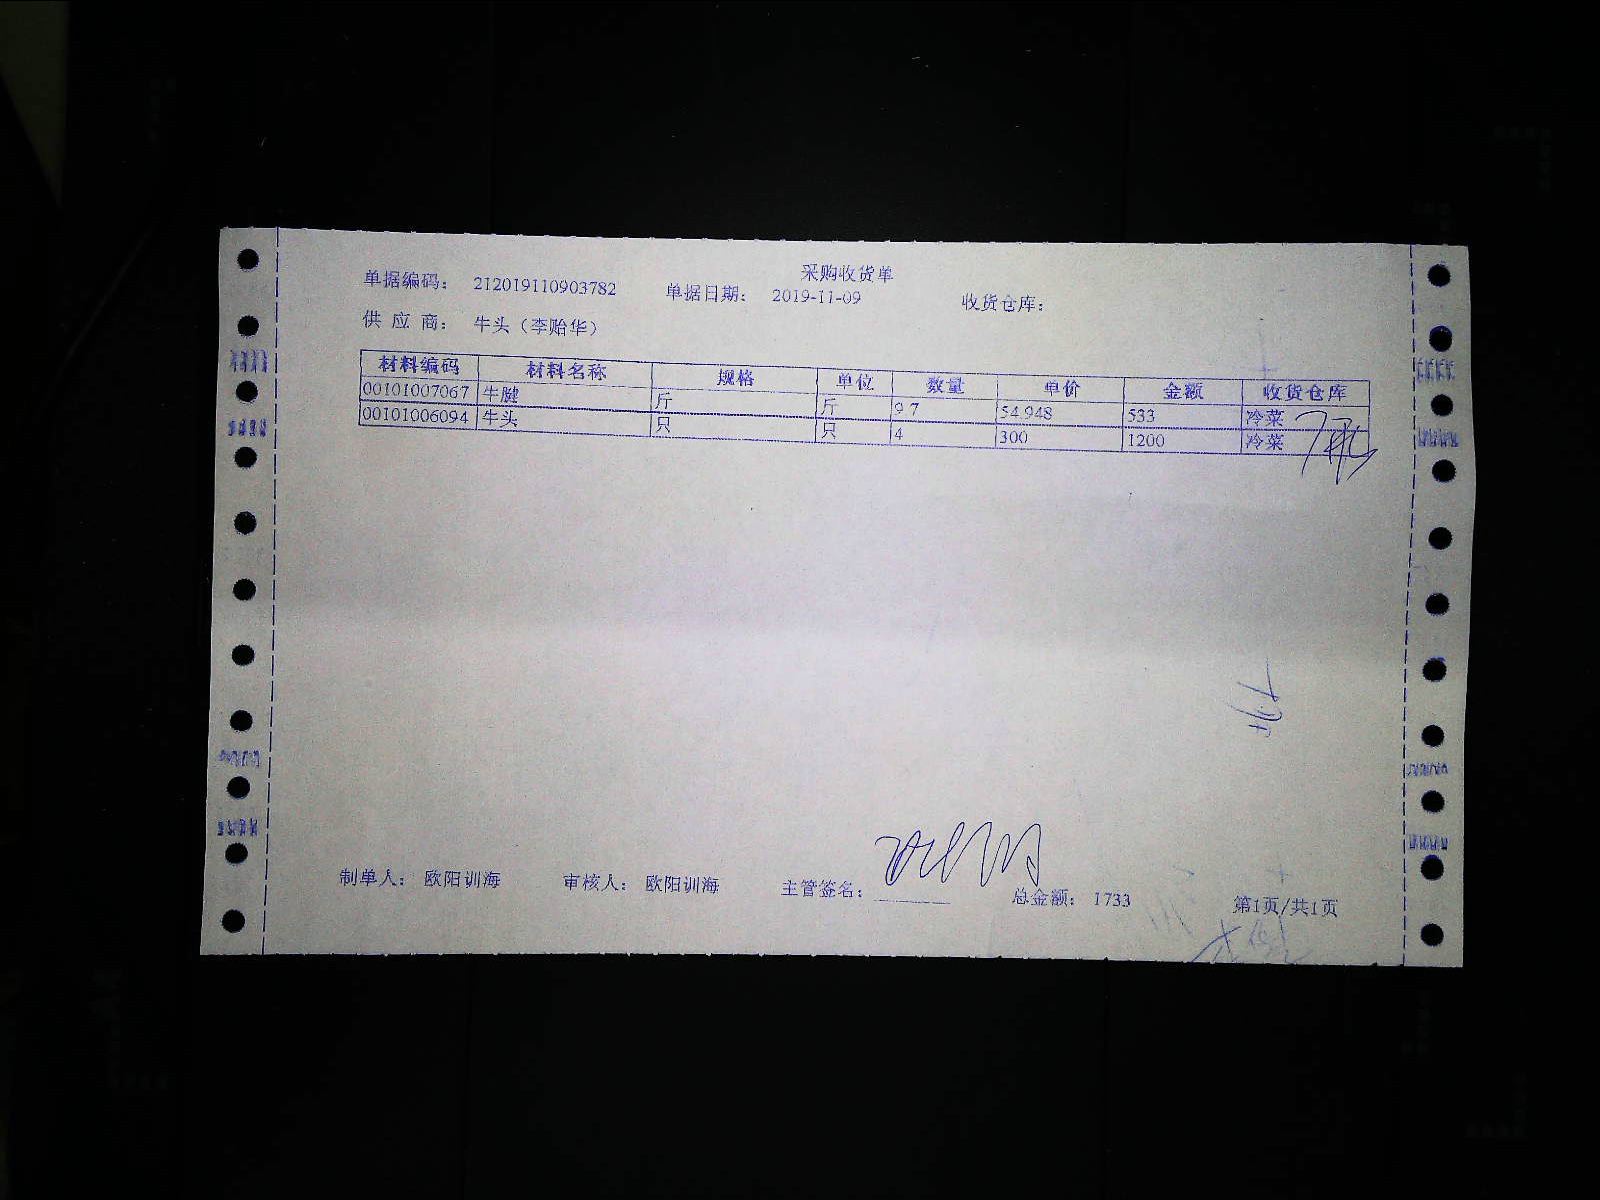 采购收货单
单据编码: 212019110903782 单据日期: 2019-11-09 收货仓库:
供 应 商: 牛头（李贻华）
材料编码 材料名称 规格 单位 数量 单价 金额 收货仓库
00101007067 牛腱 斤 斤 9.7 54.948 533 冷菜
00101006094 牛头 只 只 4 300 1200 冷菜
制单人: 欧阳训海 审核人: 欧阳训海 主管签名: 总金额: 1733 第1页/共1页